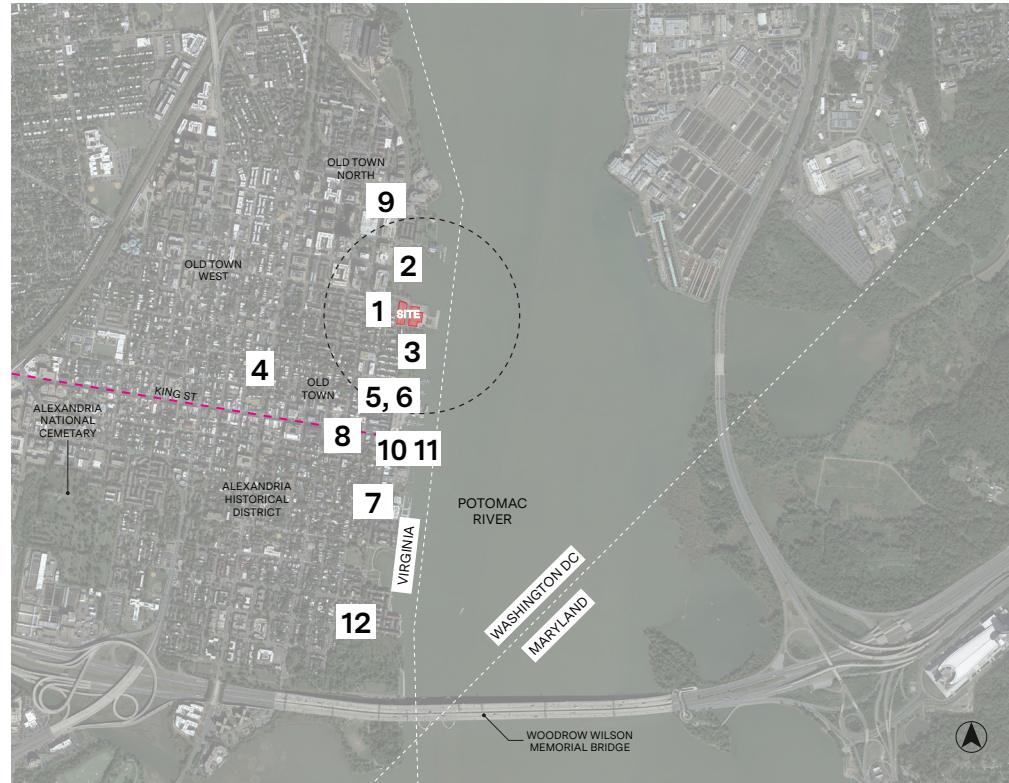 OLD TOWN
NORTH
9
2
OLD TOWN
WEST
1
SITE
3
4
OLD
TOWN
5, 6
KING ST
ALEXANDRIA
NATIONAL
CEMETARY
8
10 11
ALEXANDRIA
HISTORICAL
DISTRICT
7
POTOMAC
RIVER
VIRGINIA
WASHINGTON DC
MARYLAND
12
WOODROW WILSON
MEMORIAL BRIDGE